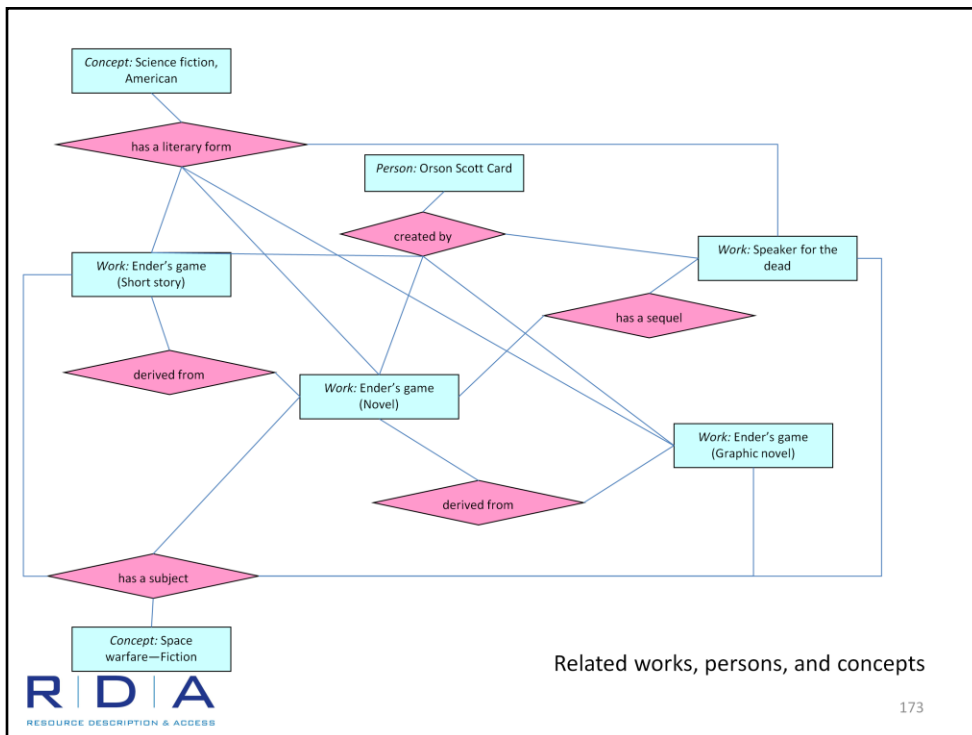 Concept: Science fiction,
American
has a literary form
Person: Orson Scott Card
created by
Work: Speaker for the
dead
Work: Ender’s game
(Short story)
has a sequel
derived from
Work: Ender’s game
(Novel)
Work: Ender’s game
(Graphic novel)
derived from
has a subject
Concept: Space
warfare—Fiction
Related works, persons, and concepts
R|D|A
RESOURCE DESCRIPTION & ACCESS
173